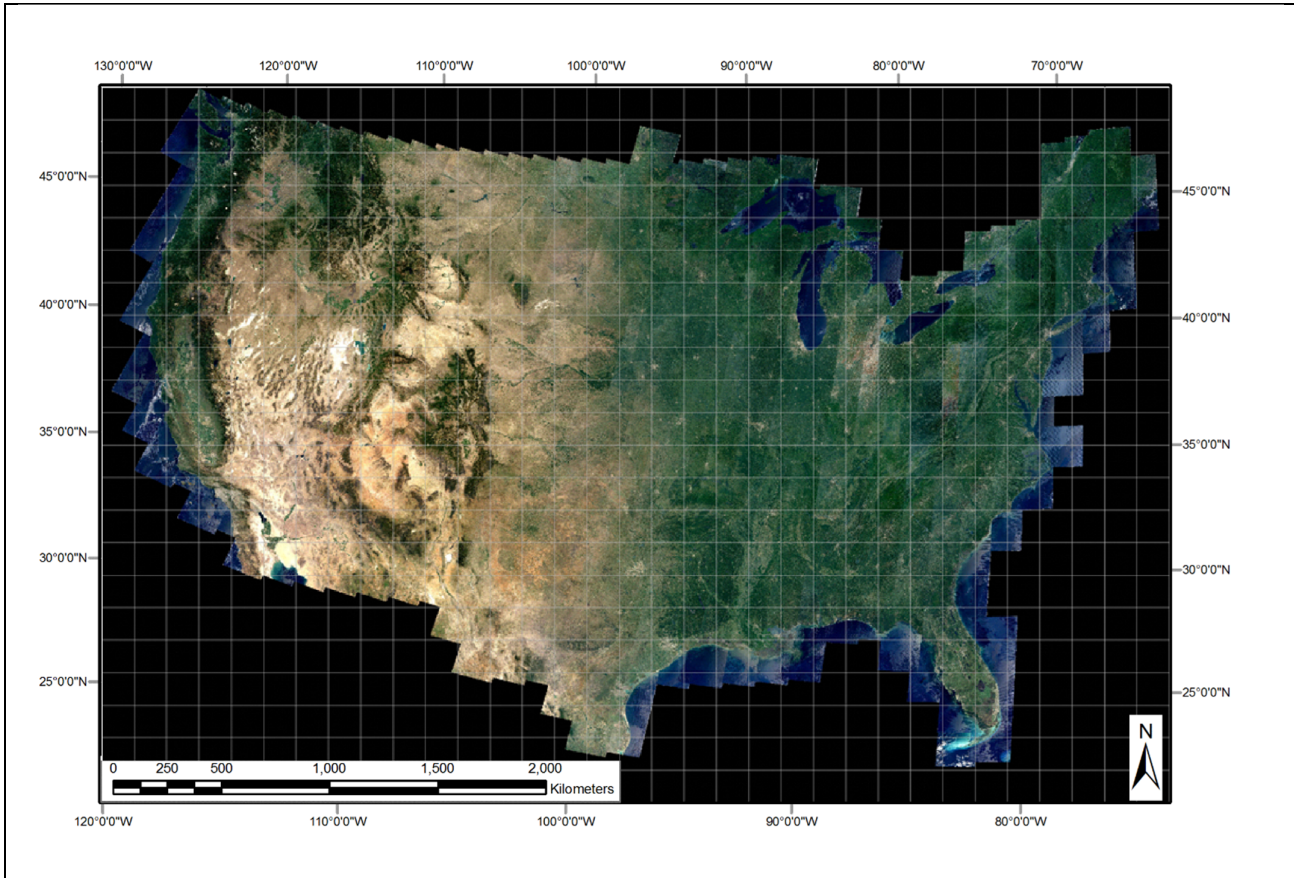 130°0'0"W 120°0'0"W 110°0'0"W 100°0'0"W 90°0'0"W 80°0'0"W 70°0'0"W
45°0'0"N 45°0'0"N
40°0'0"N 40°0'0"N
35°0'0"N 35°0'0"N
30°0'0"N 30°0'0"N
25°0'0"N 25°0'0"N
N
0 250 500 1,000 1,500 2,000
Kilometers
120°0'0"W 110°0'0"W 100°0'0"W 90°0'0"W 80°0'0"W